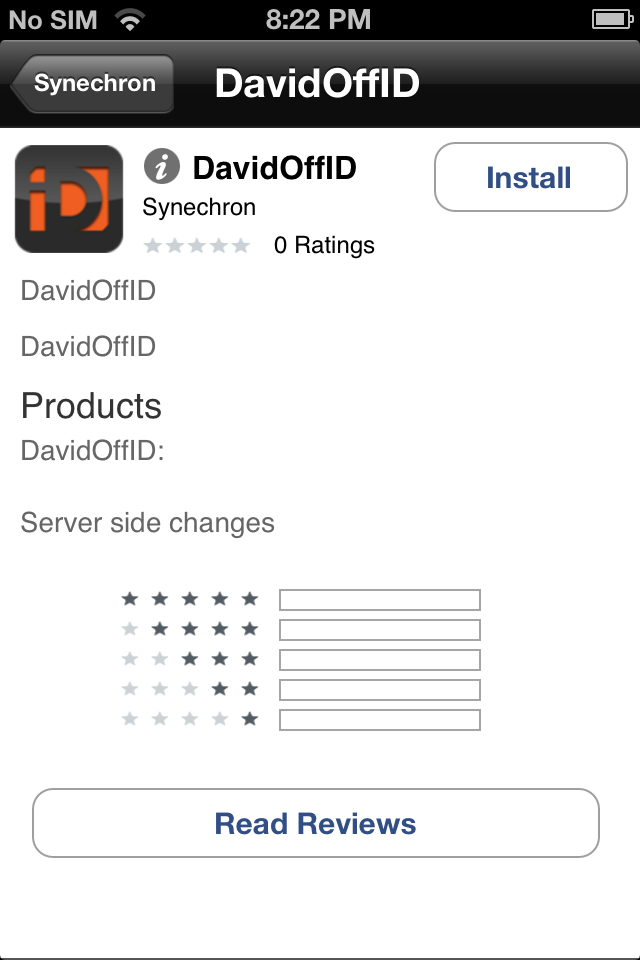 No SIM 8:22 PM
Synechron DavidOffID
iD
DavidOffID
Install
Synechron
0 Ratings
DavidOffID
DavidOffID
Products
DavidOffID:
Server side changes
Read Reviews